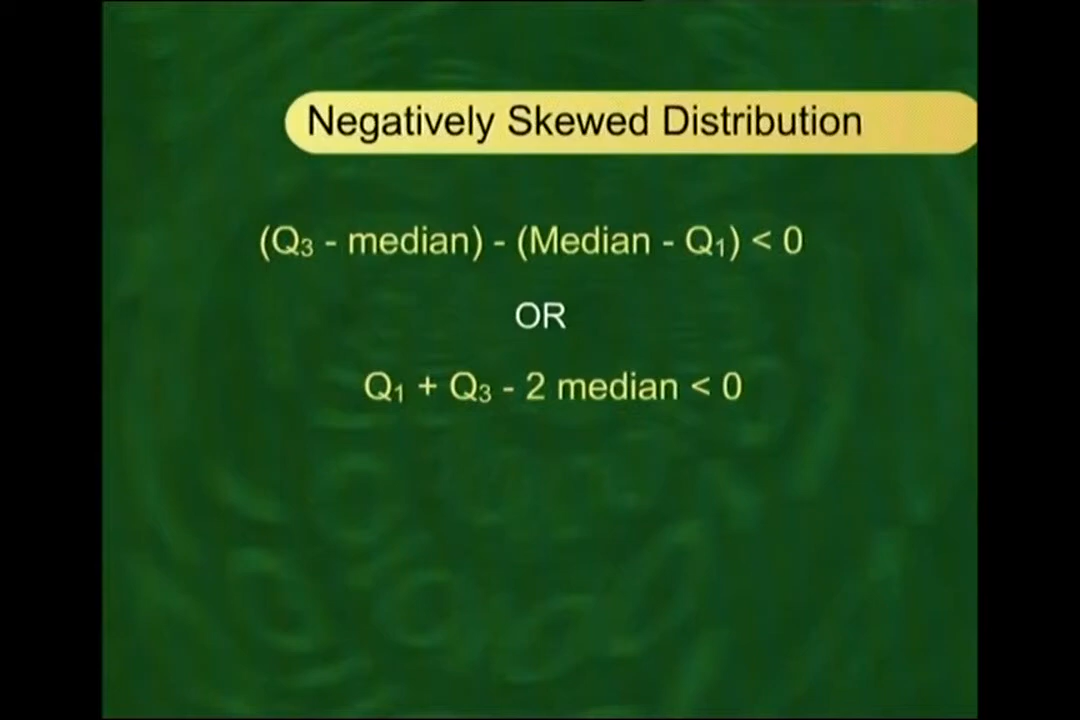 Negatively Skewed Distribution
(Q₃ - median) - (Median - Q₁) < 0
OR
Q₁ + Q₃ - 2 median < 0